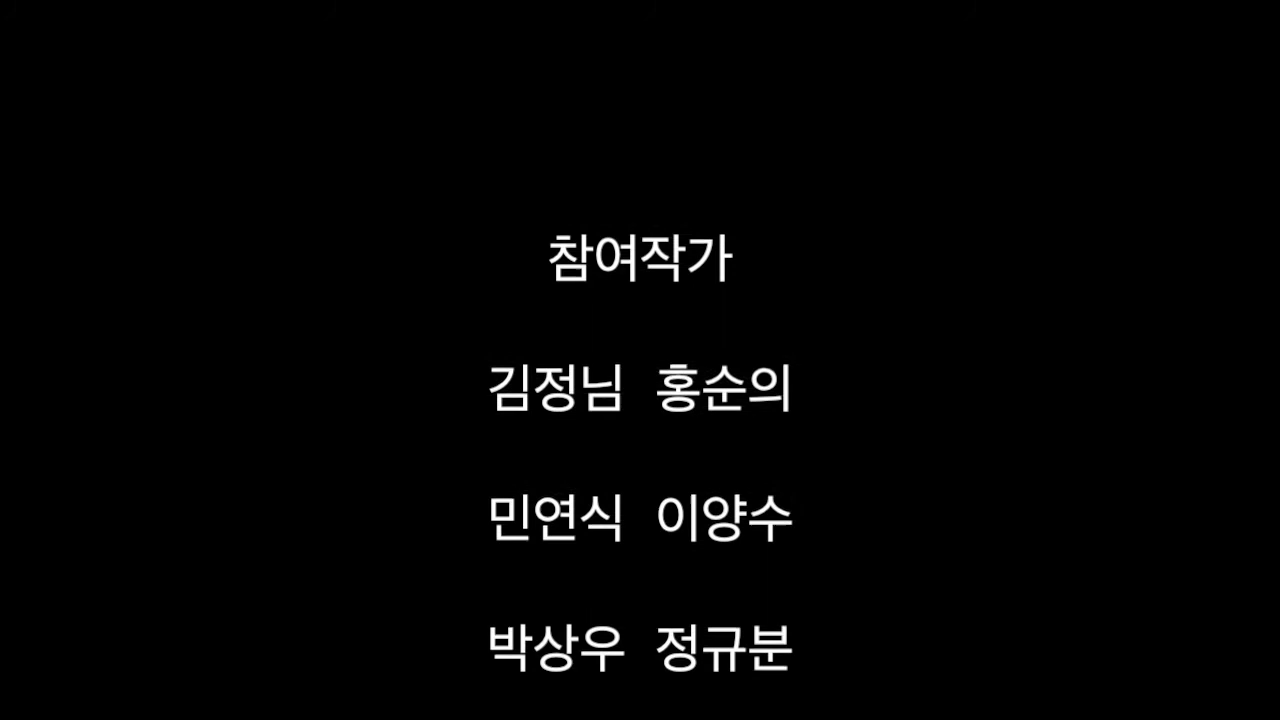 참여작가
김정님 홍순의
민연식 이양수
박상우 정규분